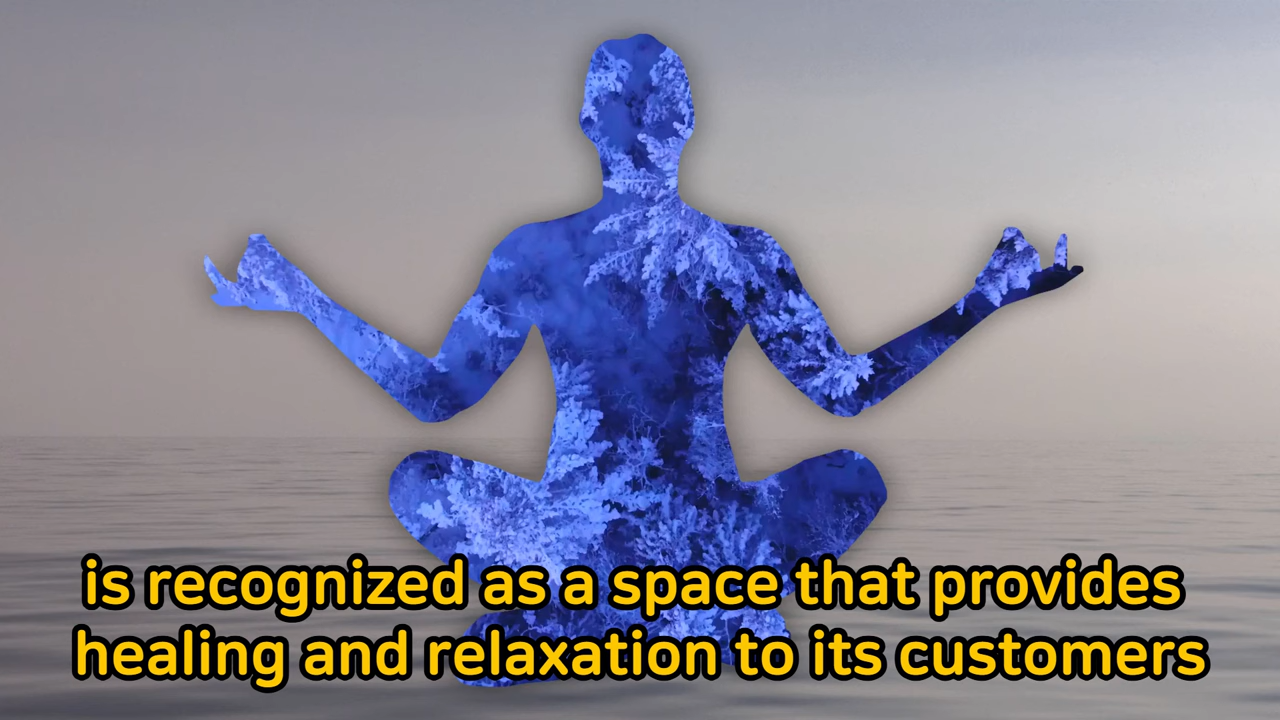 is recognized as a space that provides
healing and relaxation to its customers